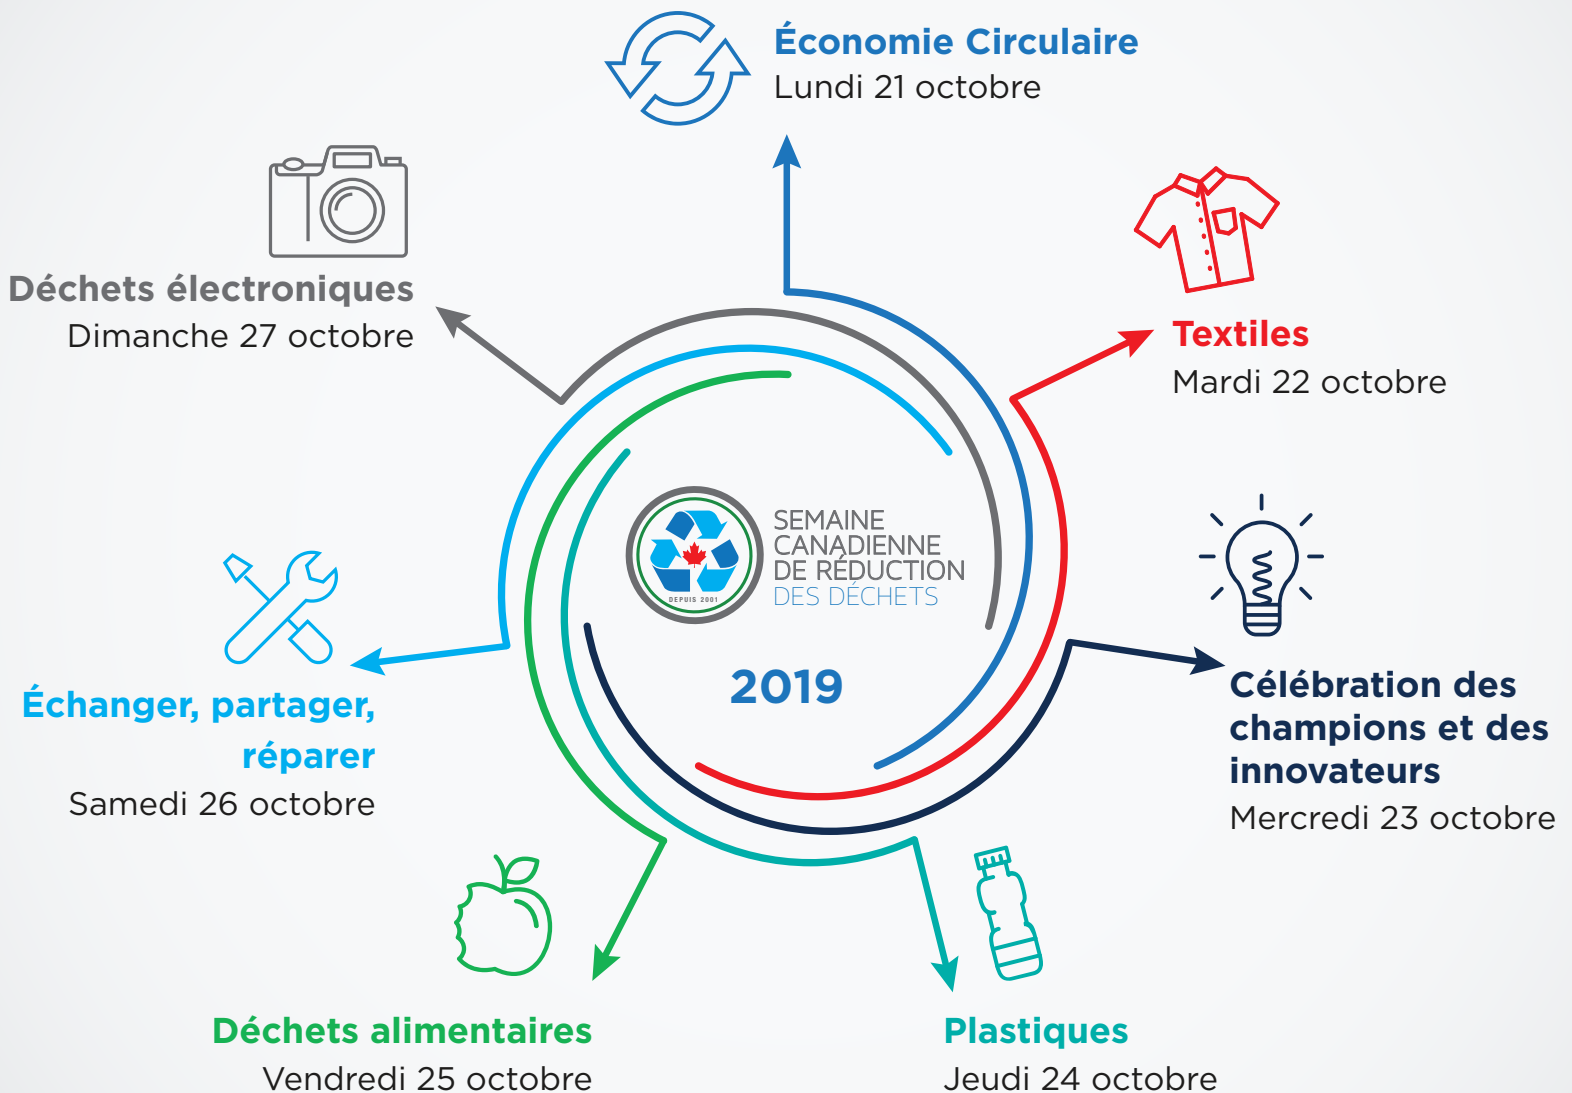 Économie Circulaire
Lundi 21 octobre
Textiles
Mardi 22 octobre
Célébration des
champions et des
innovateurs
Mercredi 23 octobre
Plastiques
Jeudi 24 octobre
Déchets alimentaires
Vendredi 25 octobre
Échanger, partager,
réparer
Samedi 26 octobre
Déchets électroniques
Dimanche 27 octobre
DEPUIS 2001
SEMAINE
CANADIENNE
DE RÉDUCTION
DES DÉCHETS
2019